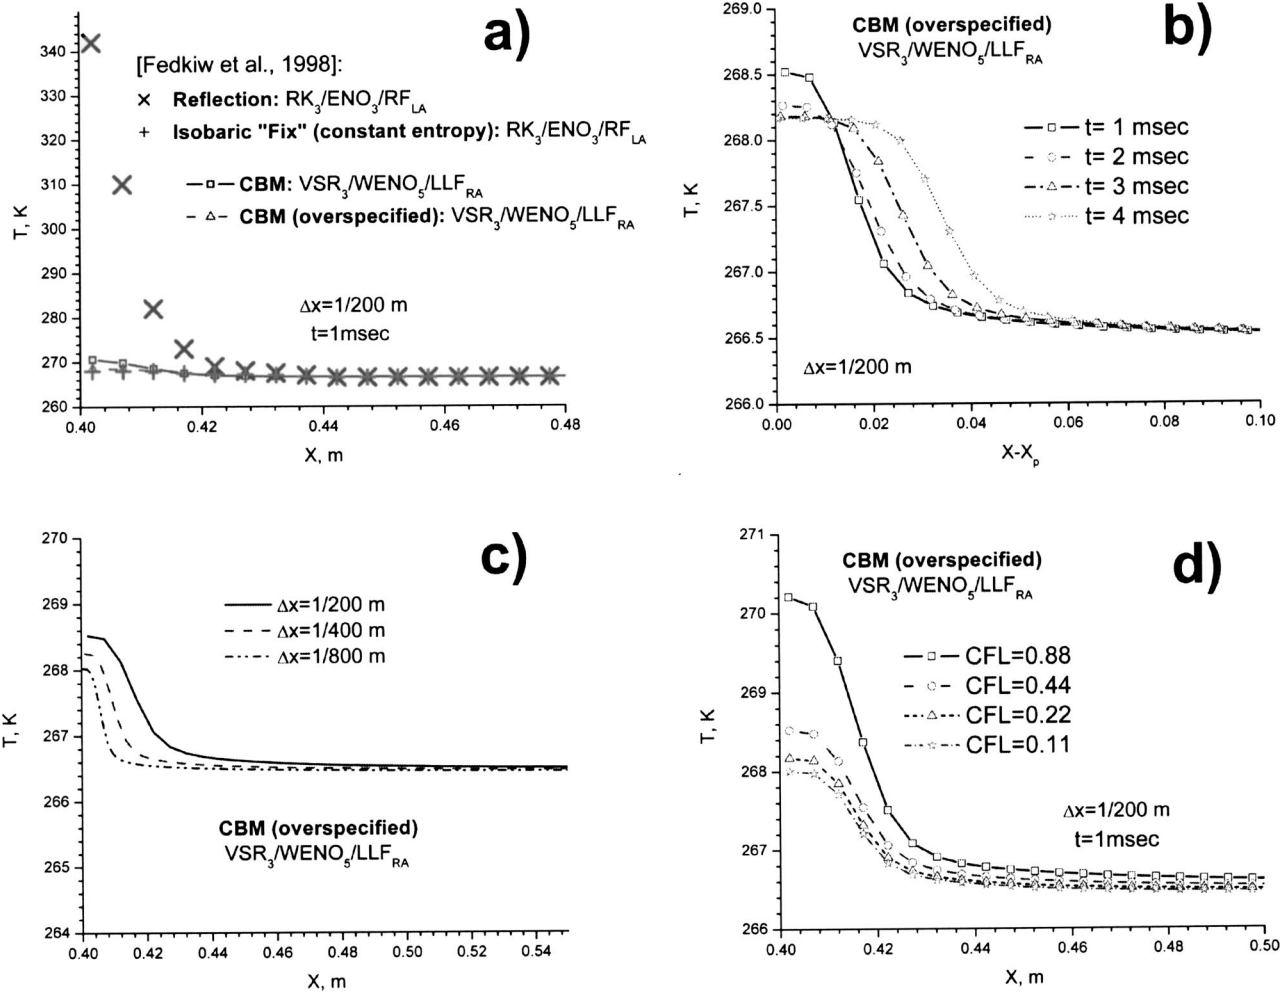 a)
340
330
320
310
300
290
280
270
260
T, K
[Fedkiw et al., 1998]:
Reflection: RK3/ENO3/RFLA
Isobaric "Fix" (constant entropy): RK3/ENO3/RFLA
CBM: VSR3/WENO5/LLFRA
CBM (overspecified): VSR3/WENO5/LLFRA
Δx=1/200 m
t=1msec
0.40 0.42 0.44 0.46 0.48
X, m
b)
269.0
268.5
268.0
267.5
267.0
266.5
266.0
T, K
CBM (overspecified)
VSR3/WENO5/LLFRA
t= 1 msec
t= 2 msec
t= 3 msec
t= 4 msec
Δx=1/200 m
0.00 0.02 0.04 0.06 0.08 0.10
X-Xp
c)
270
269
268
267
266
265
264
T, K
Δx=1/200 m
Δx=1/400 m
Δx=1/800 m
CBM (overspecified)
VSR3/WENO5/LLFRA
0.40 0.42 0.44 0.46 0.48 0.50 0.52 0.54
X, m
d)
271
270
269
268
267
266
T, K
CBM (overspecified)
VSR3/WENO5/LLFRA
CFL=0.88
CFL=0.44
CFL=0.22
CFL=0.11
Δx=1/200 m
t=1msec
0.40 0.42 0.44 0.46 0.48 0.50
X, m